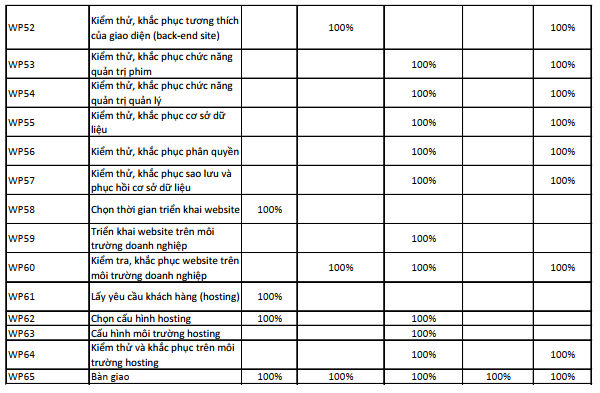 WP52 Kiểm thử, khắc phục tương thích
của giao diện (back-end site) 100% 100%
WP53 Kiểm thử, khắc phục chức năng
quản trị phim 100% 100%
WP54 Kiểm thử, khắc phục chức năng
quản trị quản lý 100% 100%
WP55 Kiểm thử, khắc phục cơ sở dữ
liệu 100% 100%
WP56 Kiểm thử, khắc phục phân quyền 100% 100%
WP57 Kiểm thử, khắc phục sao lưu và
phục hồi cơ sở dữ liệu 100% 100%
WP58 Chọn thời gian triển khai website 100%
WP59 Triển khai website trên môi
trường doanh nghiệp 100%
WP60 Kiểm tra, khắc phục website trên
môi trường doanh nghiệp 100% 100% 100%
WP61 Lấy yêu cầu khách hàng (hosting) 100%
WP62 Chọn cấu hình hosting 100% 100%
WP63 Cấu hình môi trường hosting 100%
WP64 Kiểm thử và khắc phục trên môi
trường hosting 100% 100%
WP65 Bàn giao 100% 100% 100% 100% 100%